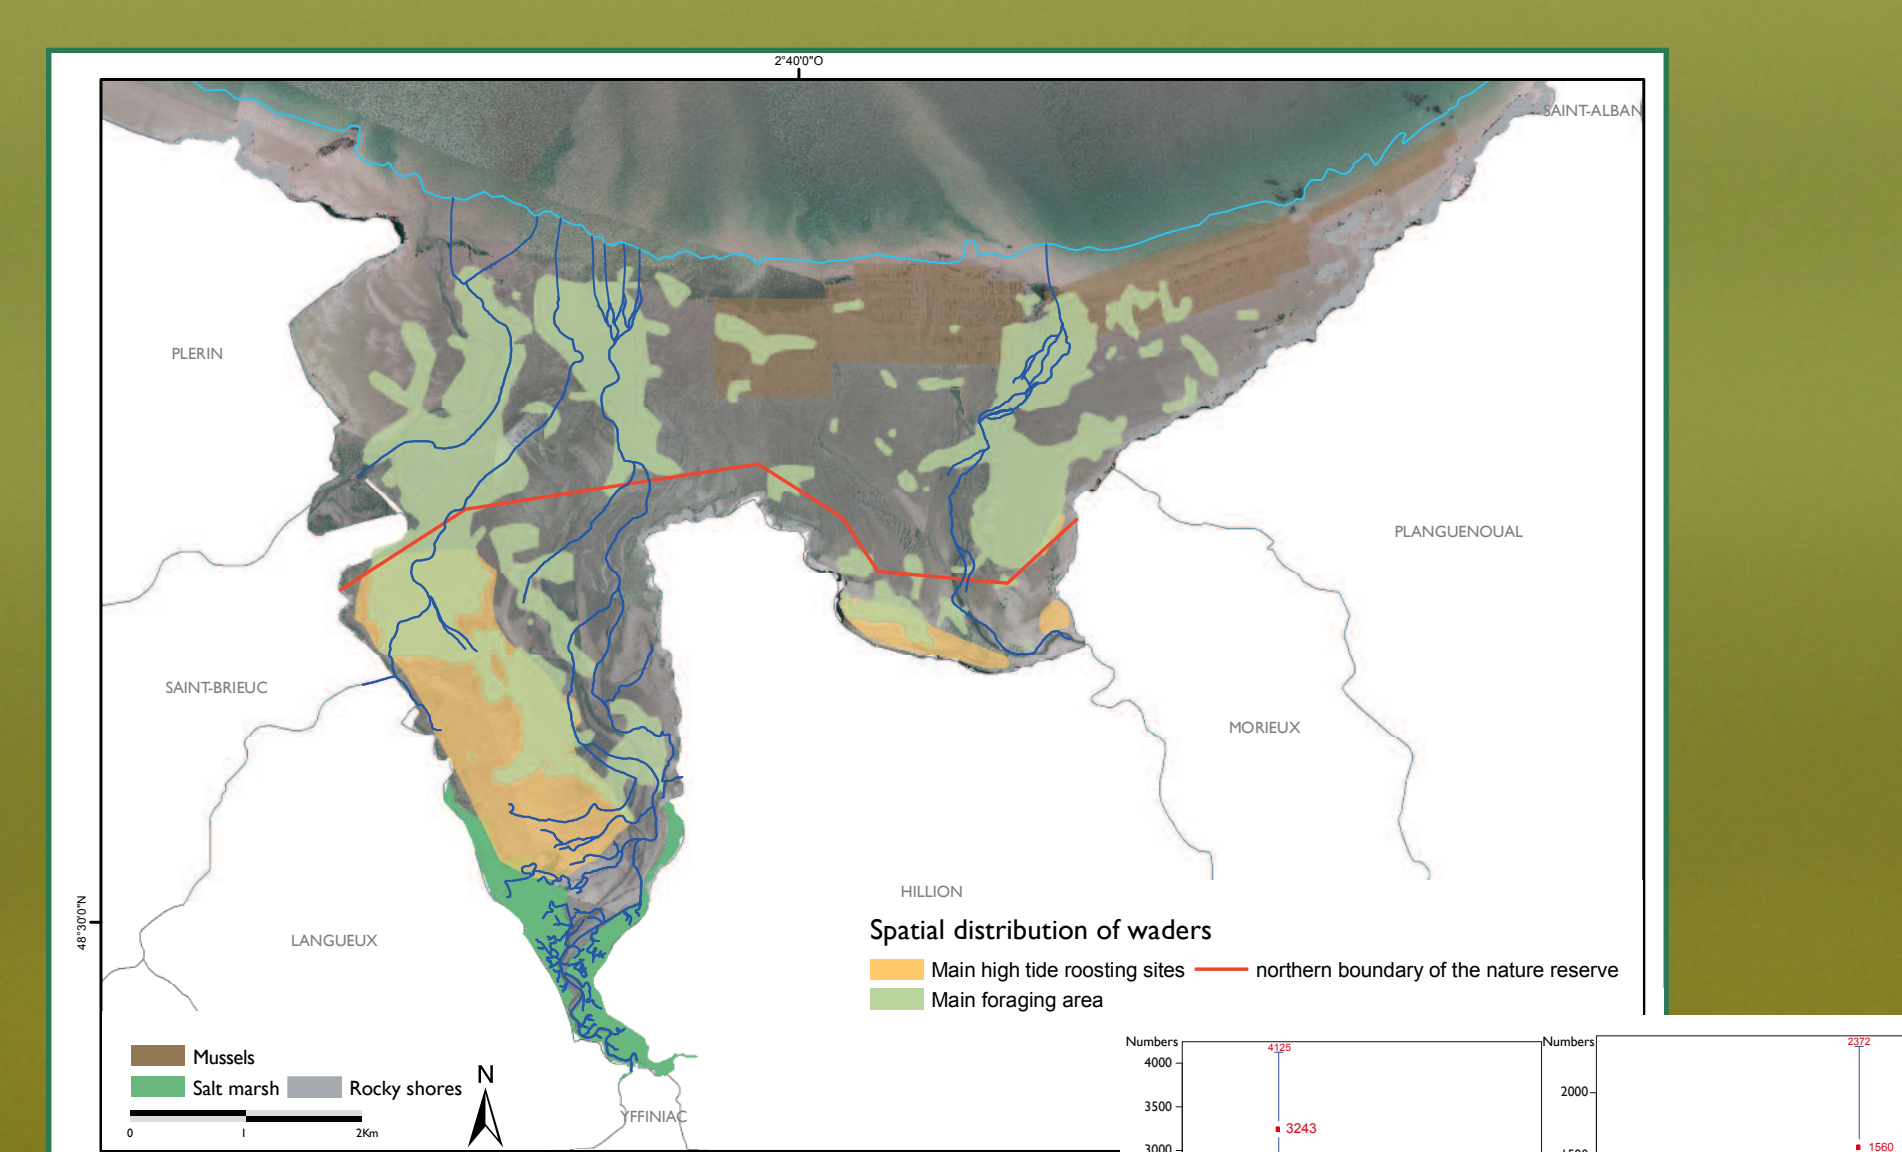 2°40'0"O
SAINT-ALBAN
PLERIN
PLANGUENOUAL
SAINT-BRIEUC
MORIEUX
HILLION
48°30'0"N
LANGUEUX
Spatial distribution of waders
Main high tide roosting sites
northern boundary of the nature reserve
Main foraging area
Mussels
Salt marsh
Rocky shores
N
0 1 2Km
YFFINIAC
Numbers
4125
4000
3500
3243
3000
Numbers
2372
2000
1560